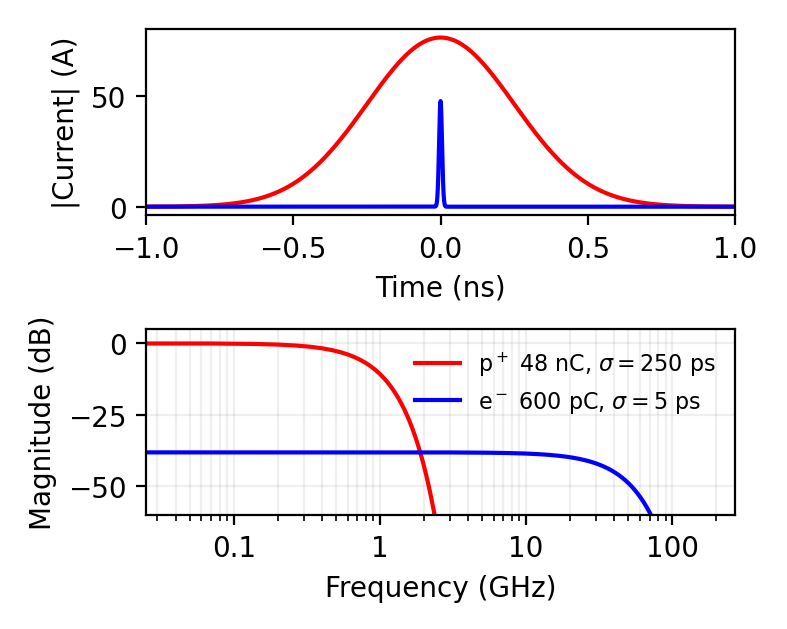 |Current| (A)
50
0
−1.0
−0.5
0.0
0.5
1.0
Time (ns)
Magnitude (dB)
0
−25
−50
p⁺ 48 nC, σ = 250 ps
e⁻ 600 pC, σ = 5 ps
0.1
1
10
100
Frequency (GHz)